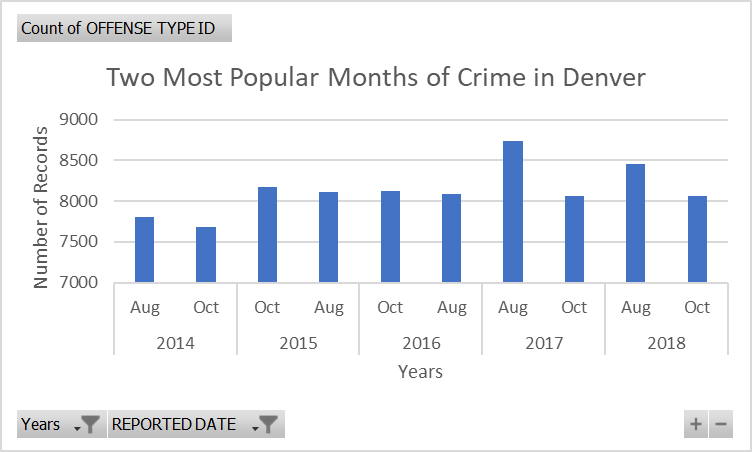 Count of OFFENSE TYPE ID
Two Most Popular Months of Crime in Denver
Number of Records
9000
8500
8000
7500
7000
Aug Oct Oct Aug Oct Aug Aug Oct Aug Oct
2014 2015 2016 2017 2018
Years
Years REPORTED DATE + −